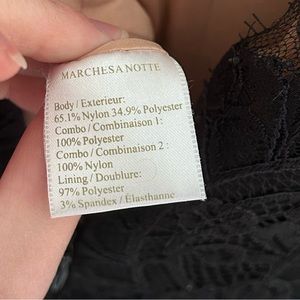 MARCHESA NOTTE
Body / Exterieur:
65.1% Nylon 34.9% Polyester
Combo / Combinaison 1:
100% Polyester
Combo / Combinaison 2 :
100% Nylon
Lining / Doublure:
97% Polyester
3% Spandex / Élasthanne